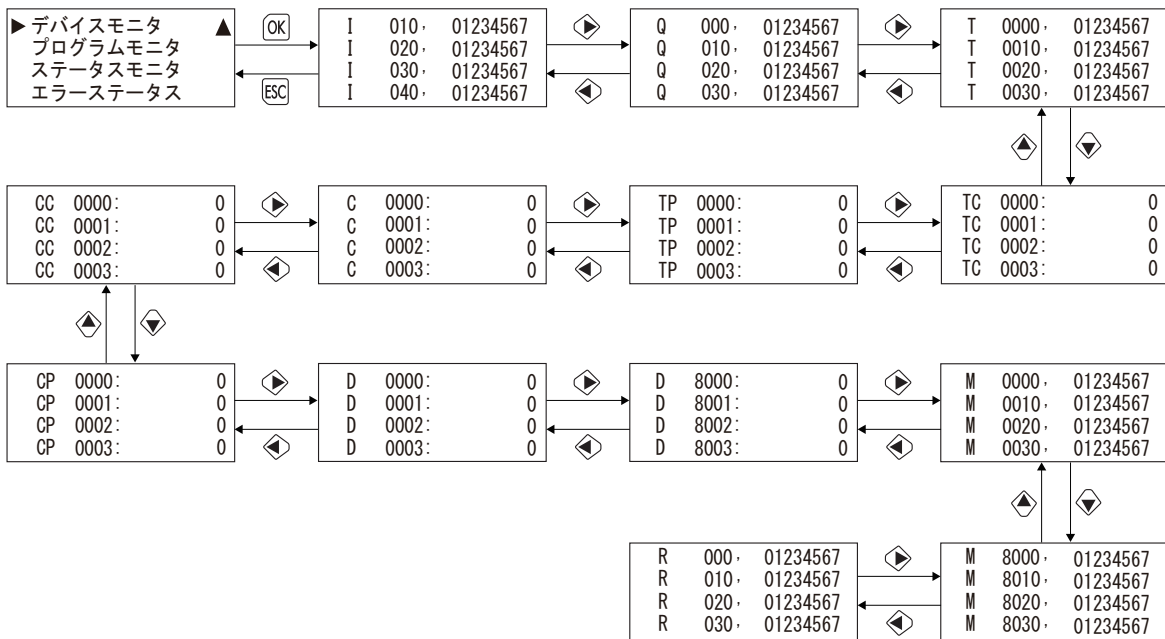 ▶デバイスモニタ ▲
プログラムモニタ
ステータスモニタ
エラーステータス
OK
ESC
I 010, 01234567
I 020, 01234567
I 030, 01234567
I 040, 01234567
Q 000, 01234567
Q 010, 01234567
Q 020, 01234567
Q 030, 01234567
T 0000, 01234567
T 0010, 01234567
T 0020, 01234567
T 0030, 01234567
CC 0000: 0
CC 0001: 0
CC 0002: 0
CC 0003: 0
C 0000: 0
C 0001: 0
C 0002: 0
C 0003: 0
TP 0000: 0
TP 0001: 0
TP 0002: 0
TP 0003: 0
TC 0000: 0
TC 0001: 0
TC 0002: 0
TC 0003: 0
CP 0000: 0
CP 0001: 0
CP 0002: 0
CP 0003: 0
D 0000: 0
D 0001: 0
D 0002: 0
D 0003: 0
D 8000: 0
D 8001: 0
D 8002: 0
D 8003: 0
M 0000, 01234567
M 0010, 01234567
M 0020, 01234567
M 0030, 01234567
R 000, 01234567
R 010, 01234567
R 020, 01234567
R 030, 01234567
M 8000, 01234567
M 8010, 01234567
M 8020, 01234567
M 8030, 01234567